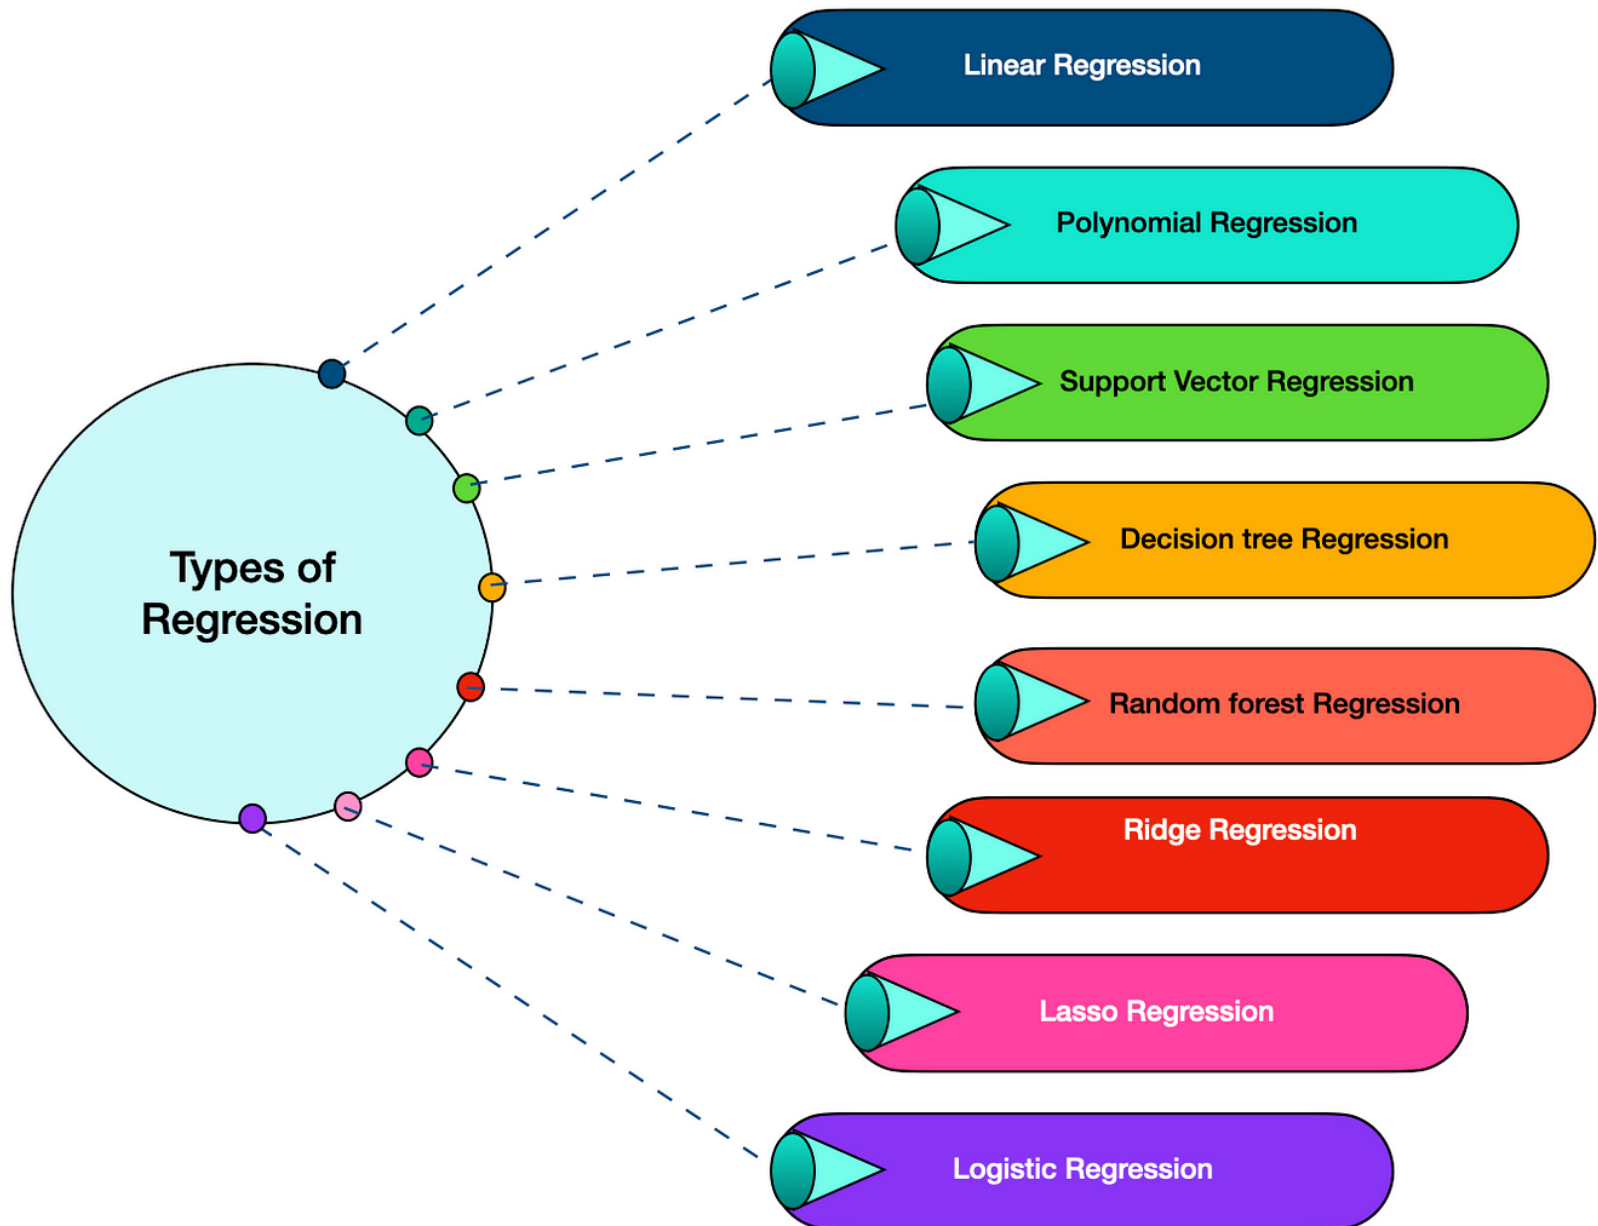 Linear Regression
Polynomial Regression
Support Vector Regression
Types of
Regression
Decision tree Regression
Random forest Regression
Ridge Regression
Lasso Regression
Logistic Regression